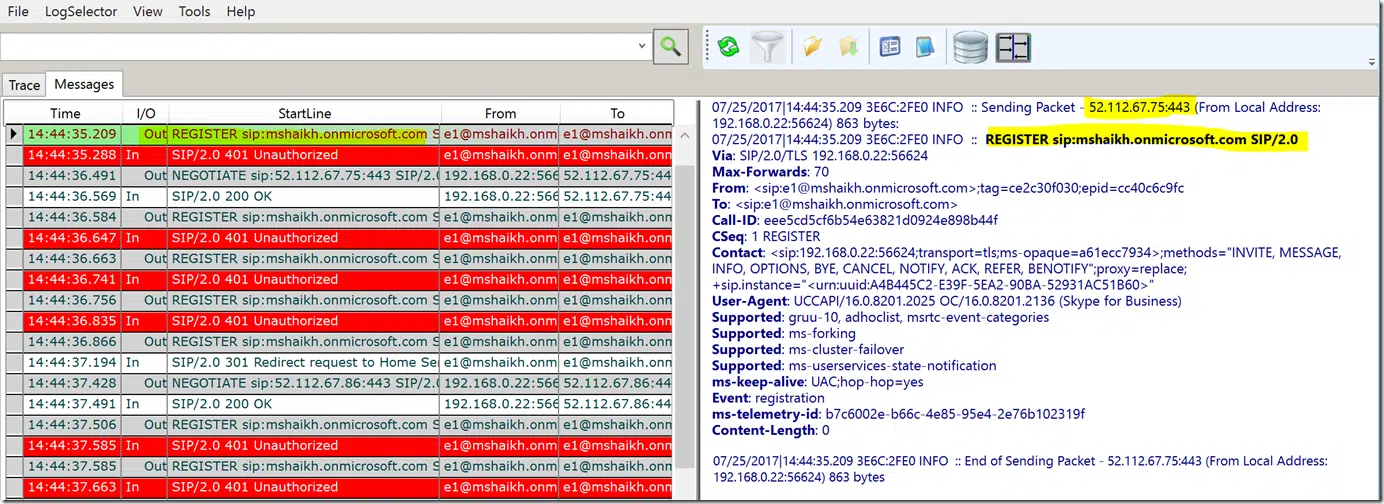 File LogSelector View Tools Help
Trace Messages
Time I/O StartLine From To
14:44:35.209 Out REGISTER sip:mshaikh.onmicrosoft.com S e1@mshaikh.onm e1@mshaikh.onm
14:44:35.288 In SIP/2.0 401 Unauthorized e1@mshaikh.onm e1@mshaikh.onm
14:44:36.491 Out NEGOTIATE sip:52.112.67.75:443 SIP/2.0 192.168.0.22:566 52.112.67.75:44
14:44:36.569 In SIP/2.0 200 OK 192.168.0.22:566 52.112.67.75:44
14:44:36.584 Out REGISTER sip:mshaikh.onmicrosoft.com S e1@mshaikh.onm e1@mshaikh.onm
14:44:36.647 In SIP/2.0 401 Unauthorized e1@mshaikh.onm e1@mshaikh.onm
14:44:36.663 Out REGISTER sip:mshaikh.onmicrosoft.com S e1@mshaikh.onm e1@mshaikh.onm
14:44:36.741 In SIP/2.0 401 Unauthorized e1@mshaikh.onm e1@mshaikh.onm
14:44:36.756 Out REGISTER sip:mshaikh.onmicrosoft.com S e1@mshaikh.onm e1@mshaikh.onm
14:44:36.835 In SIP/2.0 401 Unauthorized e1@mshaikh.onm e1@mshaikh.onm
14:44:36.866 Out REGISTER sip:mshaikh.onmicrosoft.com S e1@mshaikh.onm e1@mshaikh.onm
14:44:37.194 In SIP/2.0 301 Redirect request to Home Se e1@mshaikh.onm e1@mshaikh.onm
14:44:37.428 Out NEGOTIATE sip:52.112.67.86:443 SIP/2.0 192.168.0.22:566 52.112.67.86:44
14:44:37.491 In SIP/2.0 200 OK 192.168.0.22:566 52.112.67.86:44
14:44:37.506 Out REGISTER sip:mshaikh.onmicrosoft.com S e1@mshaikh.onm e1@mshaikh.onm
14:44:37.585 In SIP/2.0 401 Unauthorized e1@mshaikh.onm e1@mshaikh.onm
14:44:37.585 Out REGISTER sip:mshaikh.onmicrosoft.com S e1@mshaikh.onm e1@mshaikh.onm
14:44:37.663 In SIP/2.0 401 Unauthorized e1@mshaikh.onm e1@mshaikh.onm
07/25/2017|14:44:35.209 3E6C:2FE0 INFO :: Sending Packet - 52.112.67.75:443 (From Local Address:
192.168.0.22:56624) 863 bytes:
07/25/2017|14:44:35.209 3E6C:2FE0 INFO :: REGISTER sip:mshaikh.onmicrosoft.com SIP/2.0
Via: SIP/2.0/TLS 192.168.0.22:56624
Max-Forwards: 70
From: <sip:e1@mshaikh.onmicrosoft.com>;tag=ce2c30f030;epid=cc40c6c9fc
To: <sip:e1@mshaikh.onmicrosoft.com>
Call-ID: eee5cd5cf6b54e63821d0924e898b44f
CSeq: 1 REGISTER
Contact: <sip:192.168.0.22:56624;transport=tls;ms-opaque=a61ecc7934>;methods="INVITE, MESSAGE,
INFO, OPTIONS, BYE, CANCEL, NOTIFY, ACK, REFER, BENOTIFY";proxy=replace;
+sip.instance="<urn:uuid:A4B445C2-E39F-5EA2-90BA-52931AC51B60>"
User-Agent: UCCAPI/16.0.8201.2025 OC/16.0.8201.2136 (Skype for Business)
Supported: gruu-10, adhoclist, msrtc-event-categories
Supported: ms-forking
Supported: ms-cluster-failover
Supported: ms-userservices-state-notification
ms-keep-alive: UAC;hop-hop=yes
Event: registration
ms-telemetry-id: b7c6002e-b66c-4e85-95e4-2e76b102319f
Content-Length: 0
07/25/2017|14:44:35.209 3E6C:2FE0 INFO :: End of Sending Packet - 52.112.67.75:443 (From Local Address:
192.168.0.22:56624) 863 bytes